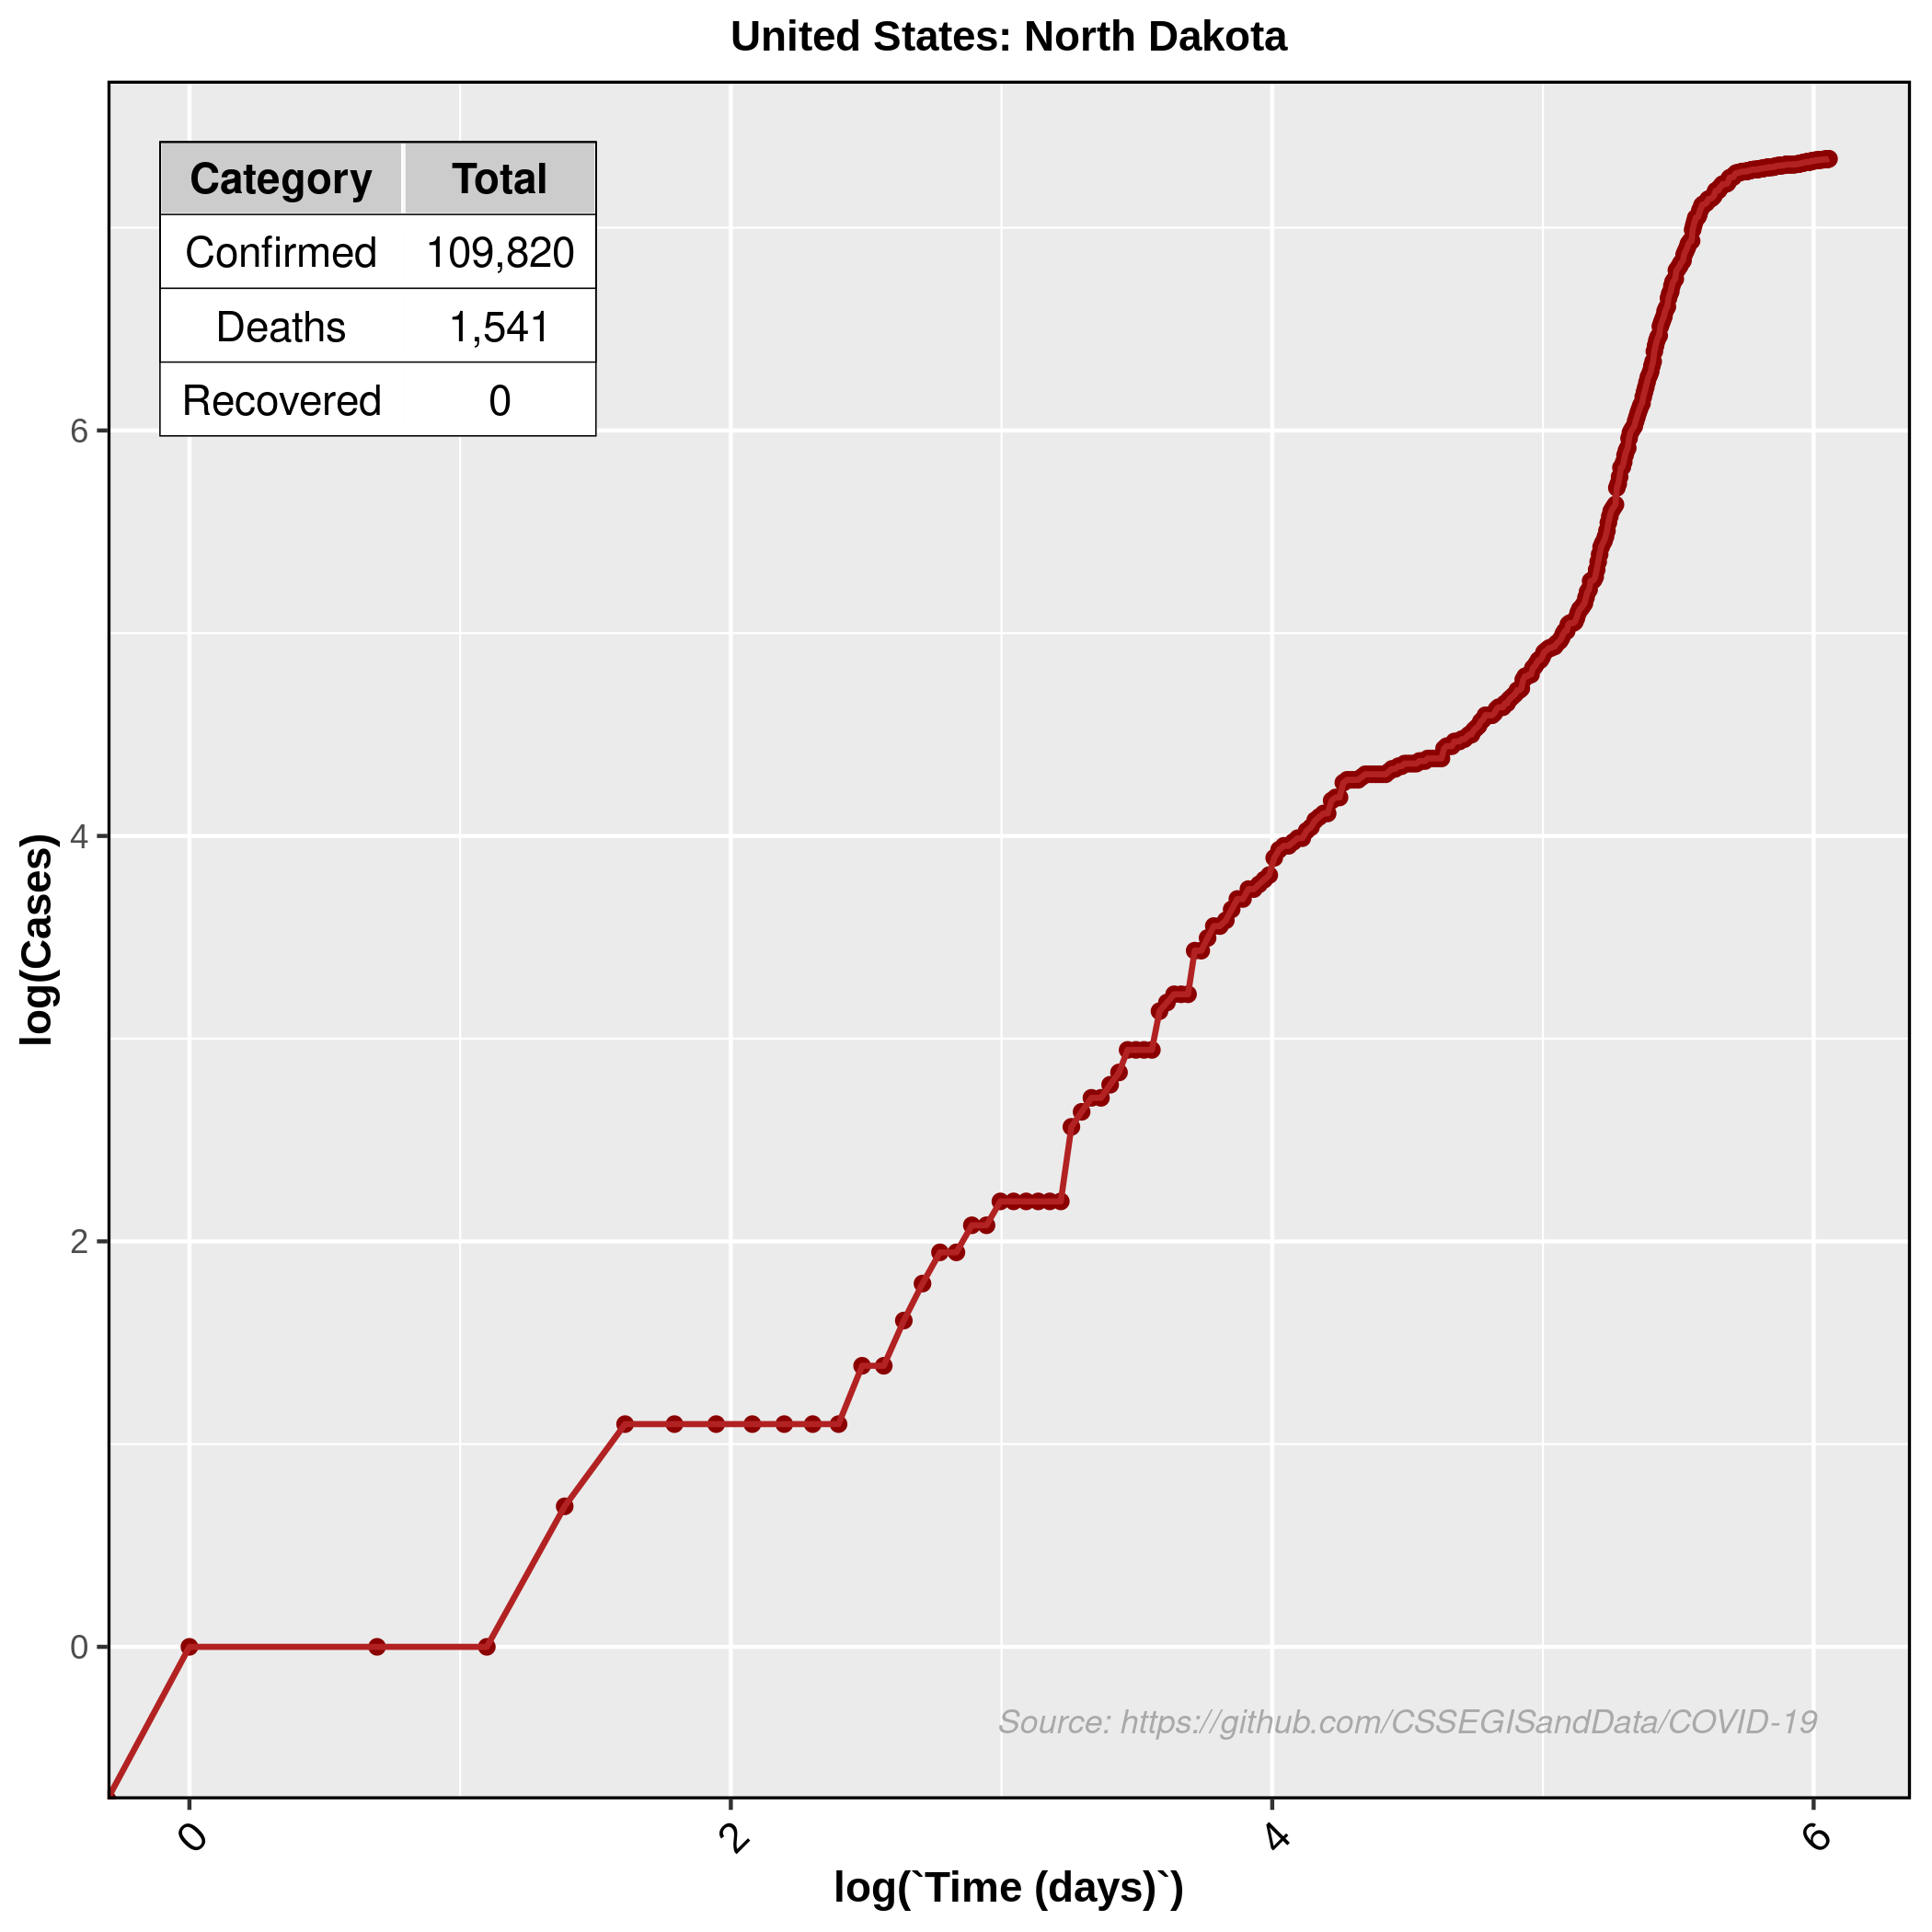 United States: North Dakota
Category Total
Confirmed 109,820
Deaths 1,541
Recovered 0
6
4
2
0
log(Cases)
Source: https://github.com/CSSEGISandData/COVID-19
0 2 4 6
log(`Time (days)`)